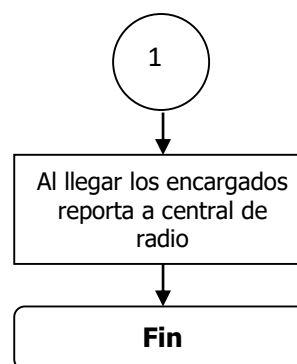 1
Al llegar los encargados
reporta a central de
radio
Fin